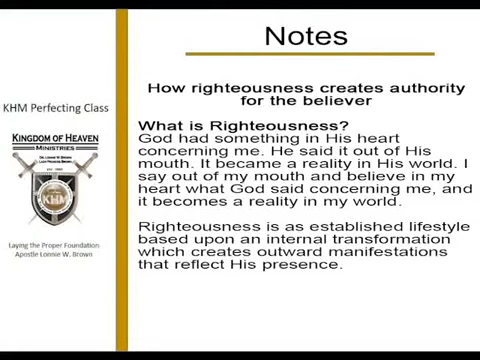 Notes
How righteousness creates authority
for the believer
What is Righteousness?
God had something in His heart
concerning me. He said it out of His
mouth. It became a reality in His world. I
say out of my mouth and believe in my
heart what God said concerning me, and
it becomes a reality in my world.
Righteousness is as established lifestyle
based upon an internal transformation
which creates outward manifestations
that reflect His presence.
KHM Perfecting Class
KINGDOM OF HEAVEN
MINISTRIES
KHM
Laying the Proper Foundation
Apostle Lonnie W. Brown